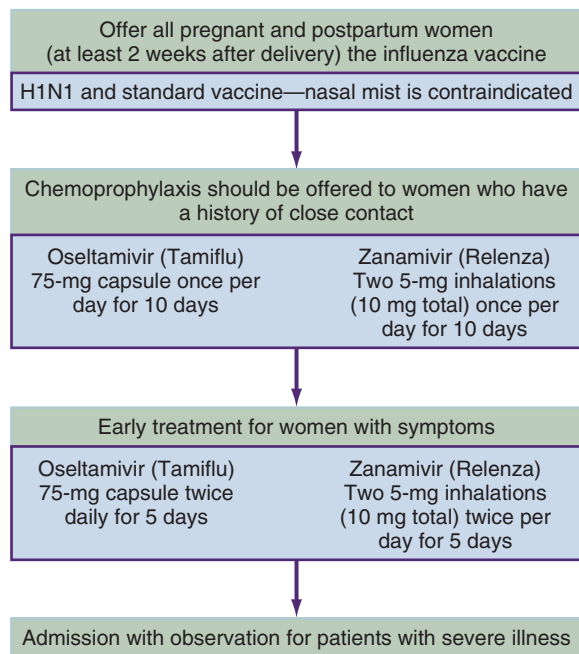 Offer all pregnant and postpartum women
(at least 2 weeks after delivery) the influenza vaccine
H1N1 and standard vaccine—nasal mist is contraindicated
Chemoprophylaxis should be offered to women who have
a history of close contact
Oseltamivir (Tamiflu)
75-mg capsule once per
day for 10 days
Zanamivir (Relenza)
Two 5-mg inhalations
(10 mg total) once per
day for 10 days
Early treatment for women with symptoms
Oseltamivir (Tamiflu)
75-mg capsule twice
daily for 5 days
Zanamivir (Relenza)
Two 5-mg inhalations
(10 mg total) twice per
day for 5 days
Admission with observation for patients with severe illness